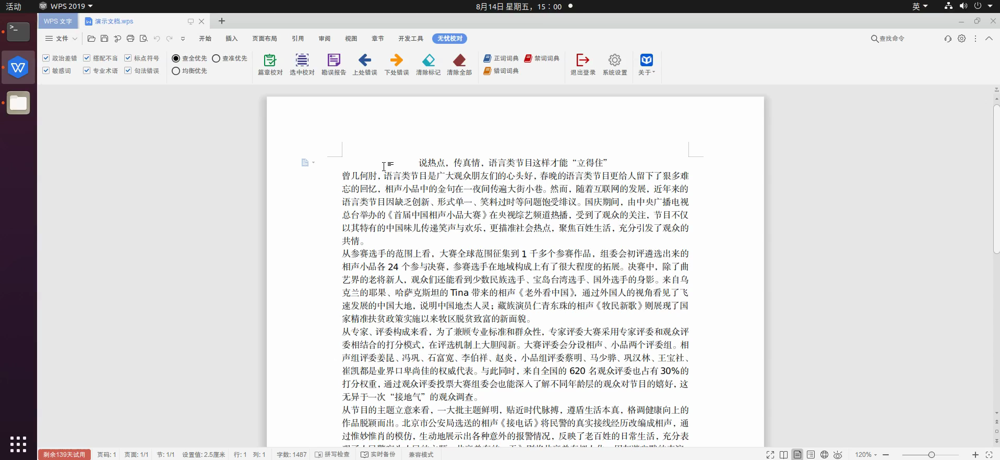 活动 WPS 2019 8月14日 星期五, 15：00 英
WPS 文字 演示文档.wps
文件 开始 插入 页面布局 引用 审阅 视图 章节 开发工具 无忧校对 查找命令
政治差错 搭配不当 标点符号 查全优先 查准优先 正词词典 禁词词典
敏感词 专业术语 句法错误 均衡优先 篇章校对 选中校对 勘误报告 上处错误 下处错误 清除标记 清除全部 错词词典 退出登录 系统设置 关于
说热点，传真情，语言类节目这样才能“立得住”
曾几何肘，语言类节目是广大观众朋友们的心头好，春晚的语言类节目更给人留下了狠多难
忘的回忆，相声小品中的金句在一夜间传遍大街小巷。然而，随着互联网的发展，近年来的
语言类节目因缺乏创新、形式单一、笑料过时等问题饱受绯议。国庆期间，由中央广播电视
总台举办的《首届中国相声小品大赛》在央视综艺频道热播，受到了观众的关注，节目不仅
以其特有的中国味儿传递笑声与欢乐，更描准社会热点，聚焦百姓生活，充分引发了观众的
共情。
从参赛选手的范围上看，大赛全球范围征集到 1 千多个参赛作品，组委会初评遴选出来的
相声小品各 24 个参与决赛，参赛选手在地域构成上有了很大程度的拓展。决赛中，除了曲
艺界的老将新人，观众们还能看到少数民族选手、宝岛台湾选手、国外选手的身影。来自乌
克兰的耶果、哈萨克斯坦的 Tina 带来的相声《老外看中国》，通过外国人的视角看见了飞
速发展的中国大地，说明中国地杰人灵；藏族演员仁青东珠的相声《牧民新歌》则展现了国
家精准扶贫政策实施以来牧区脱贫致富的新面貌。
从专家、评委构成来看，为了兼顾专业标准和群众性，专家评委大赛采用专家评委和观众评
委相结合的打分模式，在评选机制上大胆闯新。大赛评委会分设相声、小品两个评委组。相
声组评委姜昆、冯巩、石富宽、李伯祥、赵炎，小品组评委蔡明、马少骅、巩汉林、王宝社、
崔凯都是业界口卑尚佳的权威代表。与此同时，来自全国的 620 名观众评委也占有 30%的
打分权重，通过观众评委投票大赛组委会也能深入了解不同年龄层的观众对节目的嬉好，这
无异于一次“接地气”的观众调查。
从节目的主题立意来看，一大批主题鲜明，贴近时代脉搏，遵盾生活本真，格调健康向上的
作品脱颖而出。北京市公安局选送的相声《接电话》将民警的真实接线经历改编成相声，通
过惟妙惟肖的模仿，生动地展示出各种意外的报警情况，反映了老百姓的日常生活，充分表
剩余139天试用 页码: 1 页面: 1/1 节: 1/1 设置值: 2.5厘米 行: 1 列: 1 字数: 1487 拼写检查 实时备份 兼容模式 120%